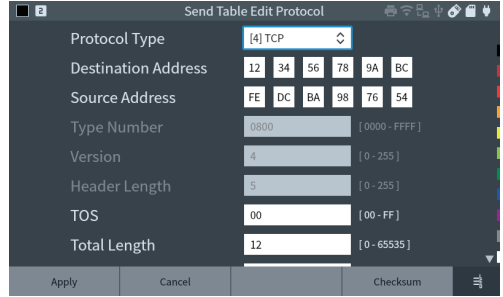 2 Send Table Edit Protocol
Protocol Type [4] TCP
Destination Address 12 34 56 78 9A BC
Source Address FE DC BA 98 76 54
Type Number 0800 [ 0000 - FFFF ]
Version 4 [ 0 - 255 ]
Header Length 5 [ 0 - 255 ]
TOS 00 [ 00 - FF ]
Total Length 12 [ 0 - 65535 ]
Apply Cancel Checksum